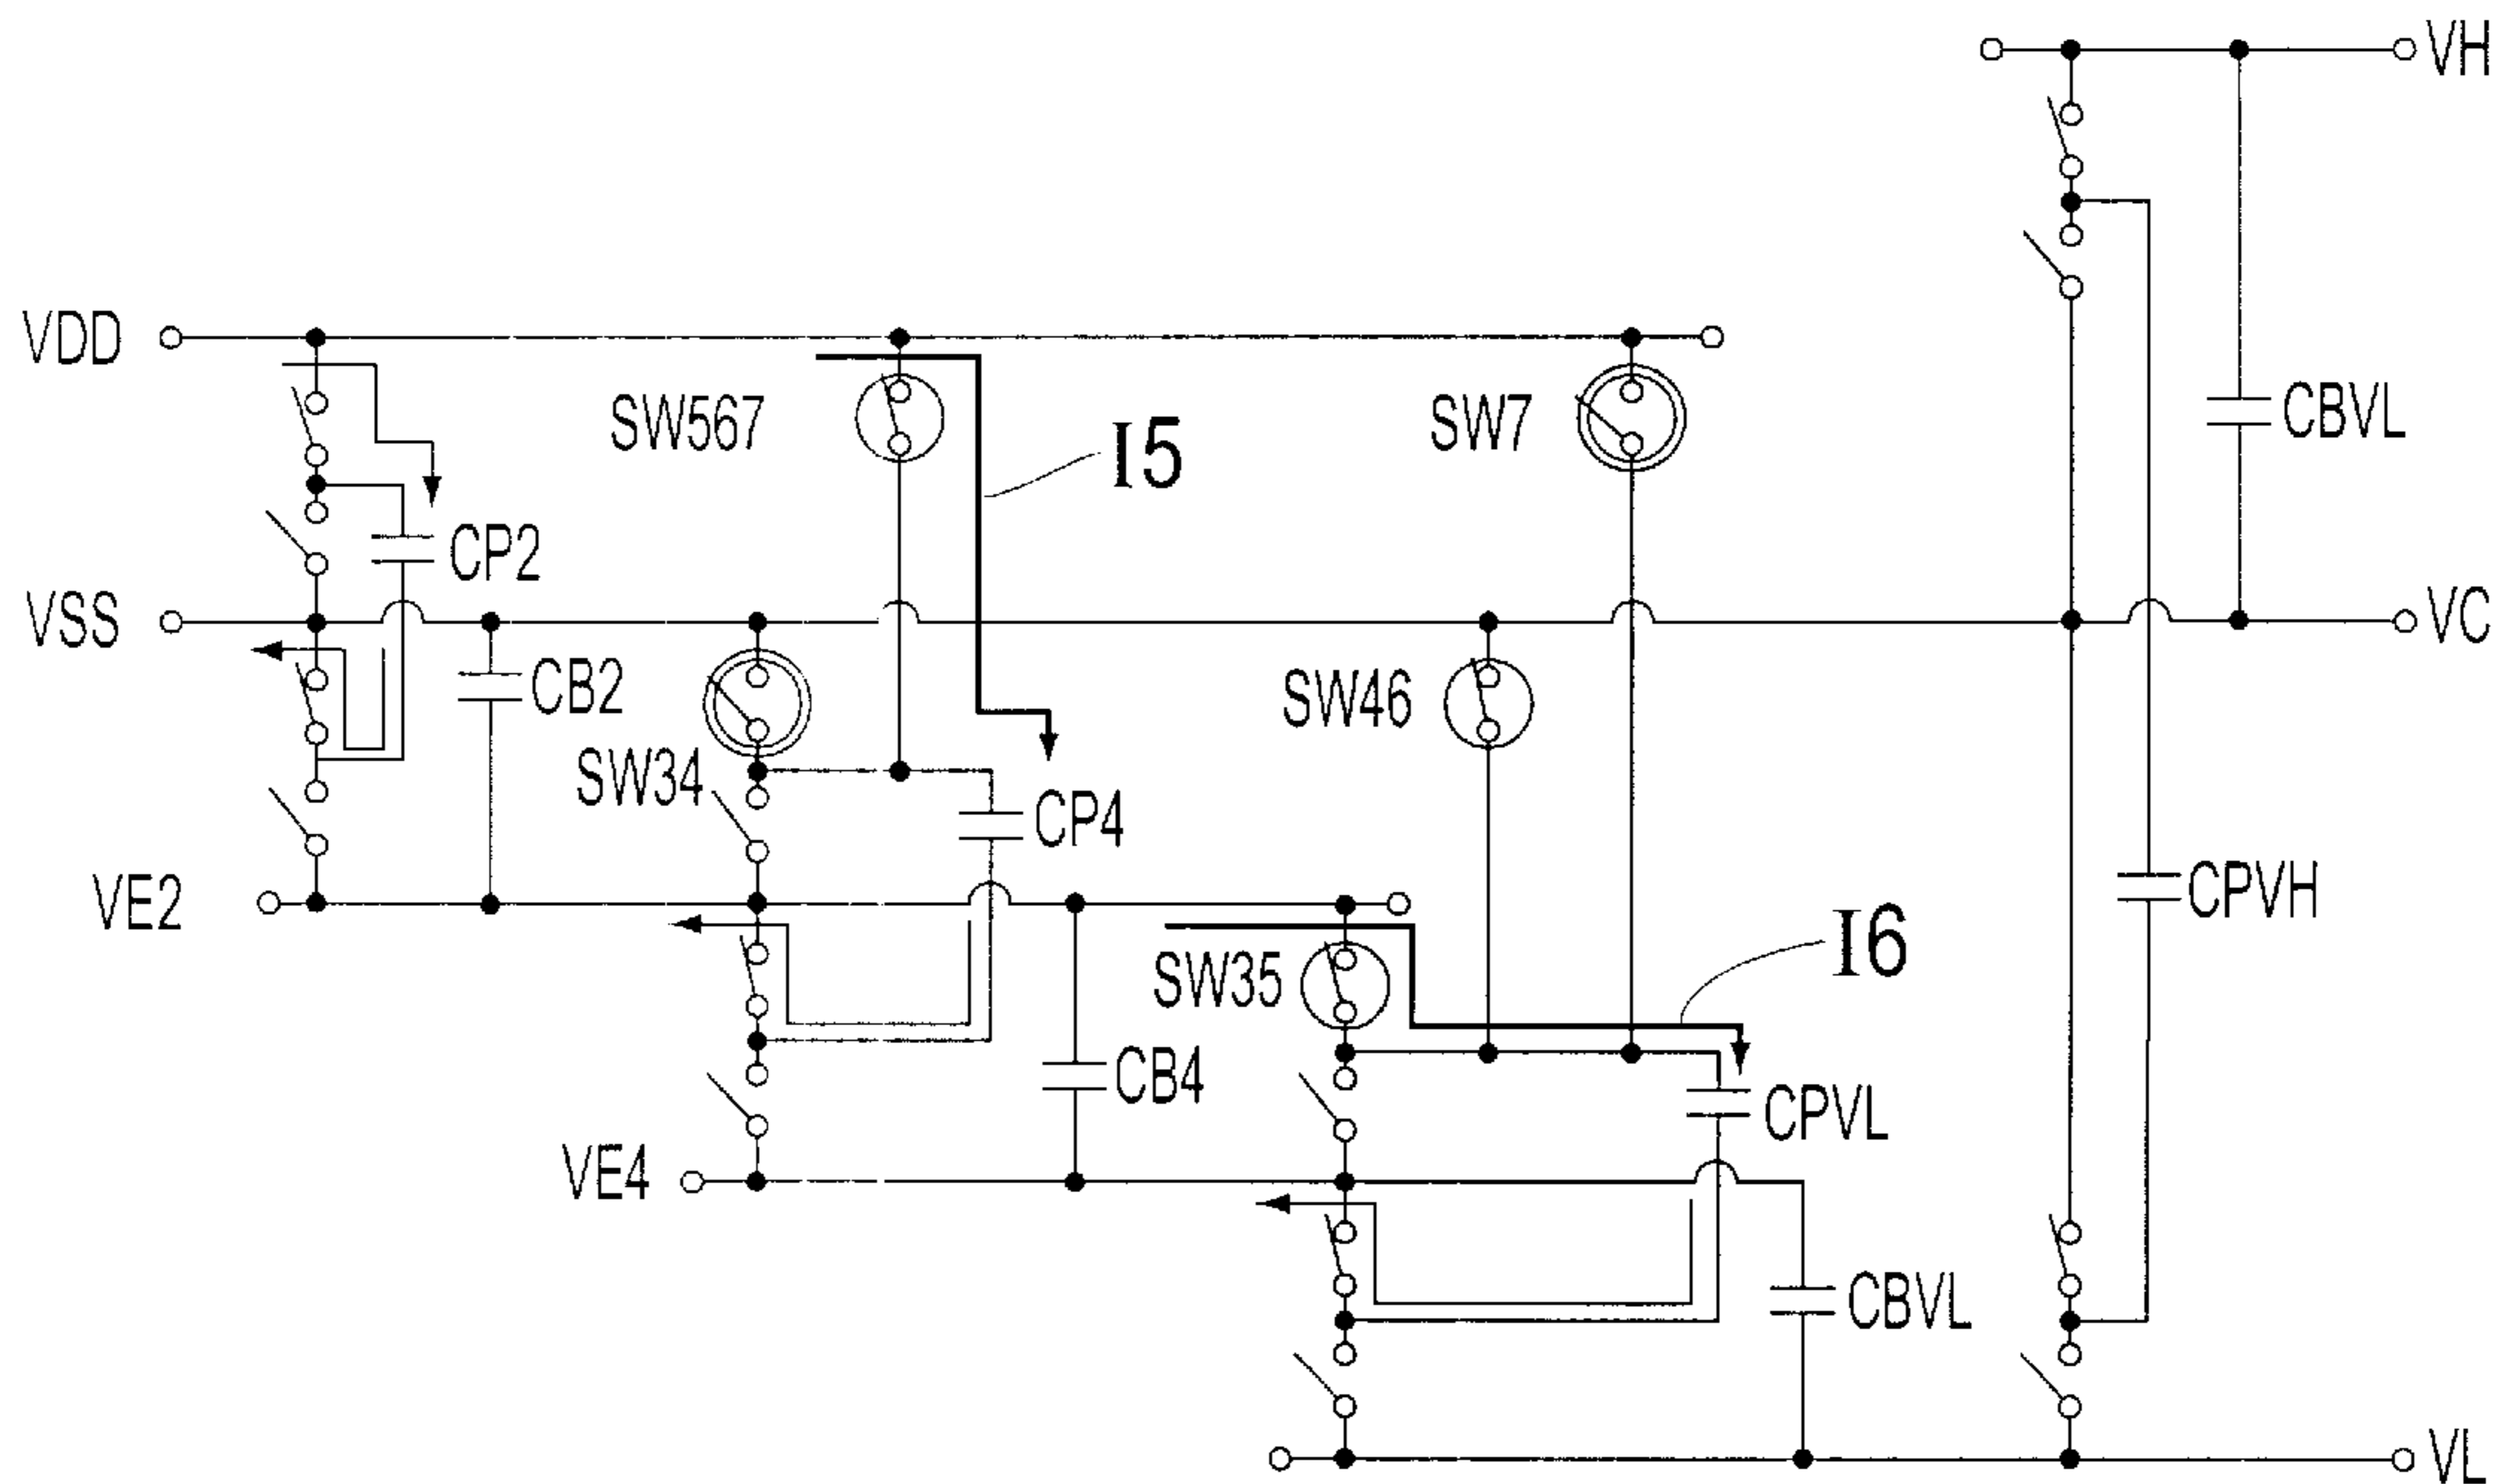 VH
VDD
SW567
I5
SW7
CBVL
CP2
VSS
VC
CB2
SW46
SW34
CP4
VE2
CPVH
I6
SW35
CB4
CPVL
VE4
CBVL
VL